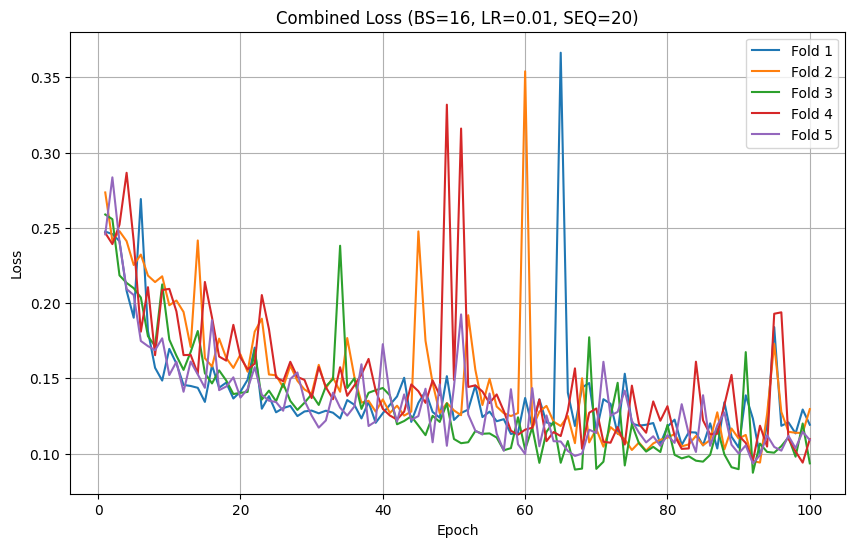 Combined Loss (BS=16, LR=0.01, SEQ=20)
Fold 1
Fold 2
Fold 3
Fold 4
Fold 5
0.35
0.30
0.25
0.20
0.15
0.10
Loss
0
20
40
60
80
100
Epoch